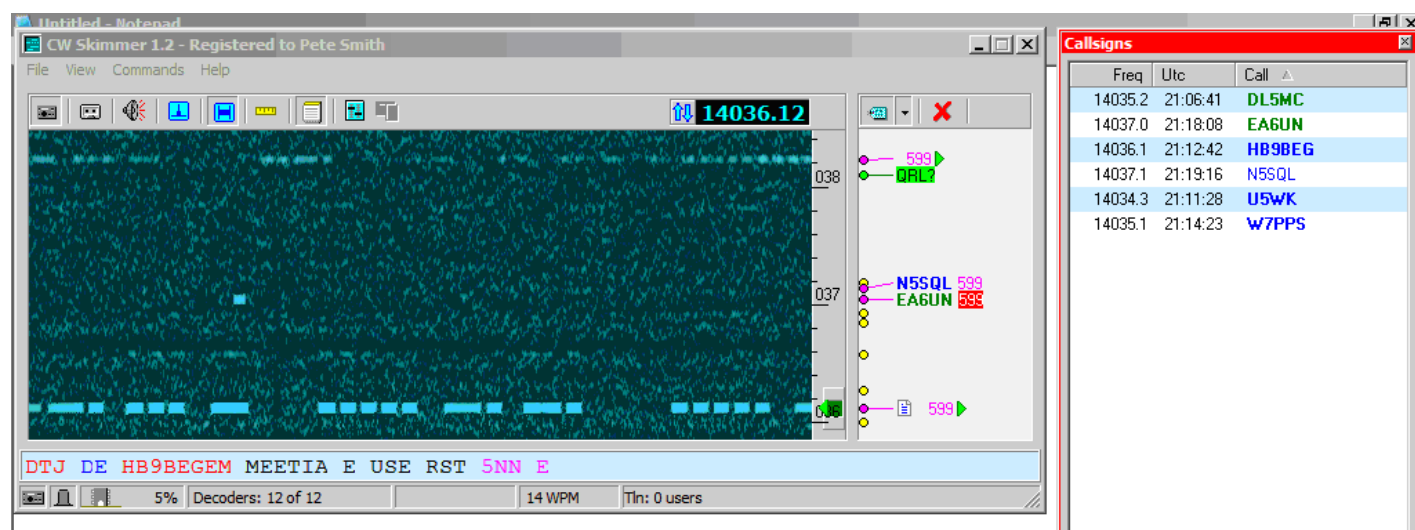 Untitled - Notepad
CW Skimmer 1.2 - Registered to Pete Smith
File View Commands Help
14036.12
599
038
QRL?
N5SQL 599
037
EA6UN 599
599
DTJ DE HB9BEGEM MEETIA E USE RST 5NN E
5% Decoders: 12 of 12 14 WPM Tln: 0 users
Callsigns
Freq Utc Call
14035.2 21:06:41 DL5MC
14037.0 21:18:08 EA6UN
14036.1 21:12:42 HB9BEG
14037.1 21:19:16 N5SQL
14034.3 21:11:28 U5WK
14035.1 21:14:23 W7PPS